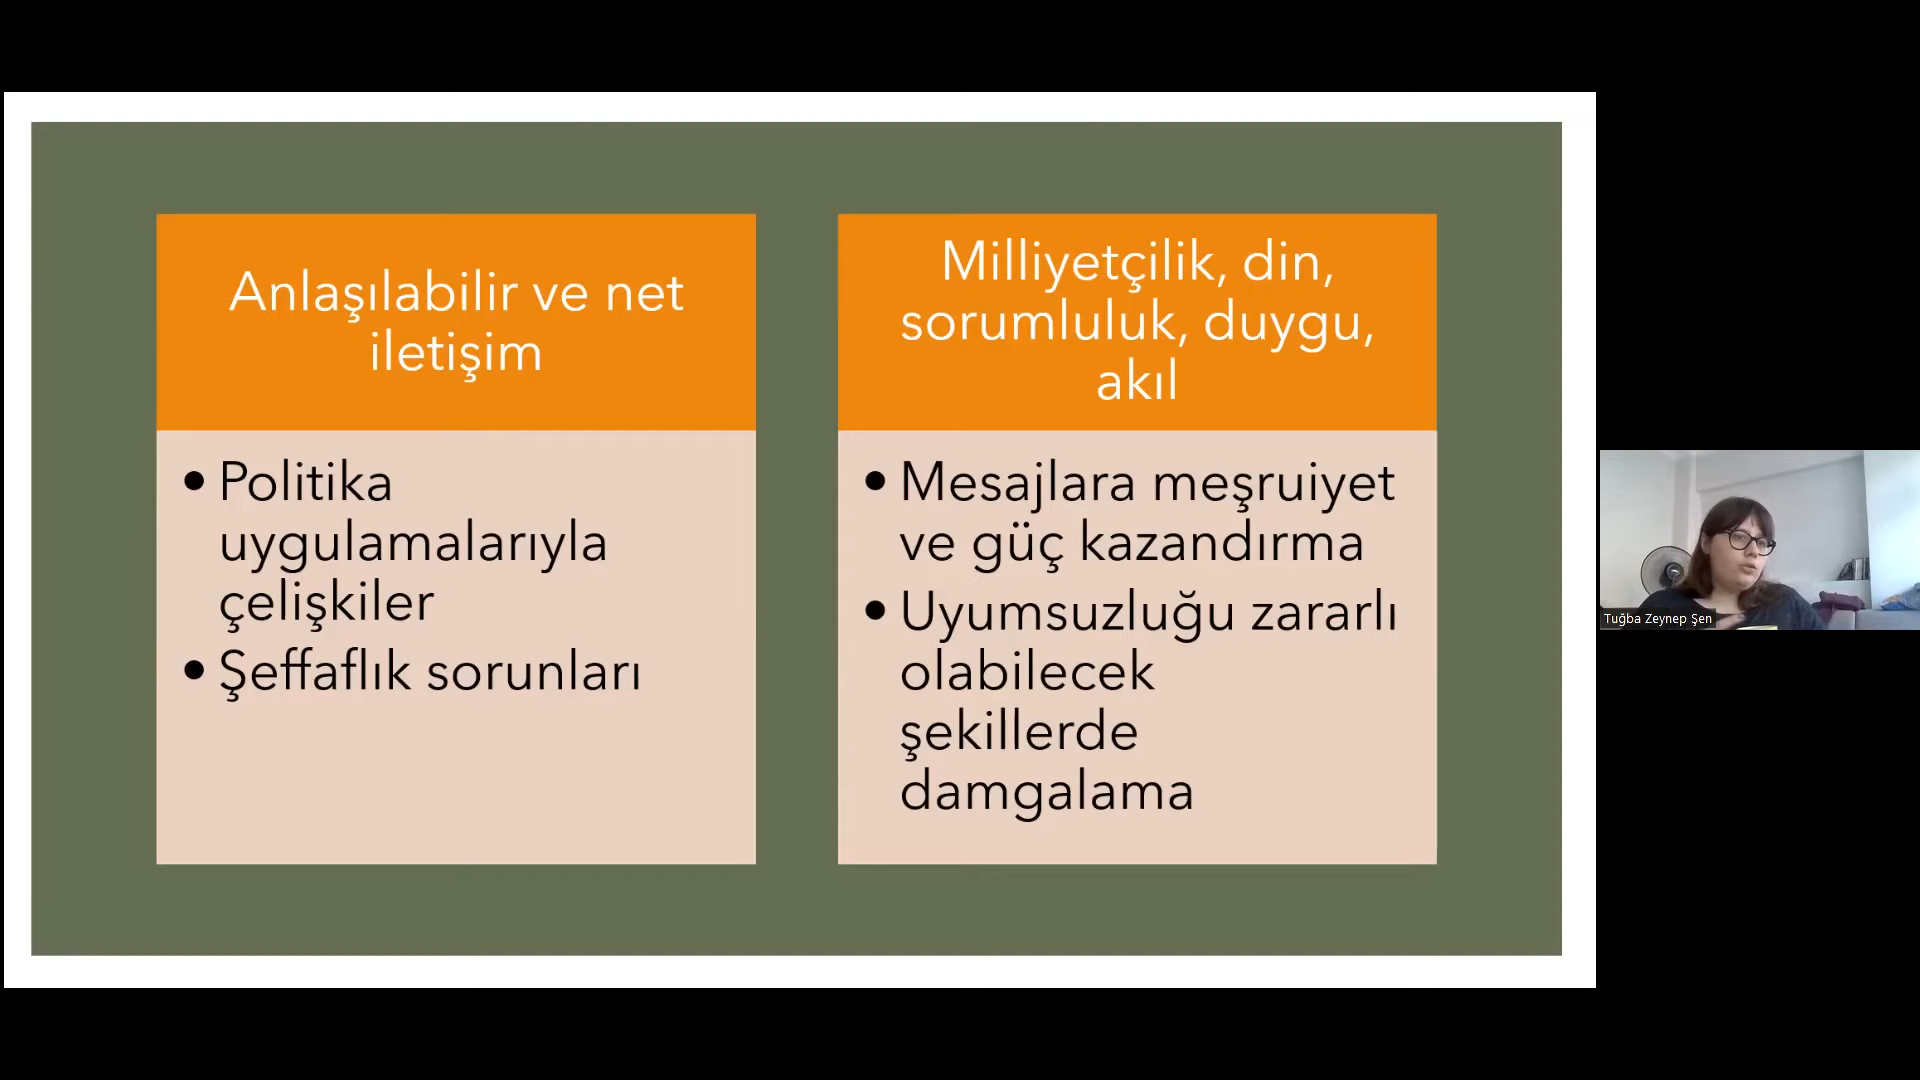 Anlaşılabilir ve net
iletişim
• Politika
uygulamalarıyla
çelişkiler
• Şeffaflık sorunları
Milliyetçilik, din,
sorumluluk, duygu,
akıl
• Mesajlara meşruiyet
ve güç kazandırma
• Uyumsuzluğu zararlı
olabilecek
şekillerde
damgalama
Tuğba Zeynep Şen